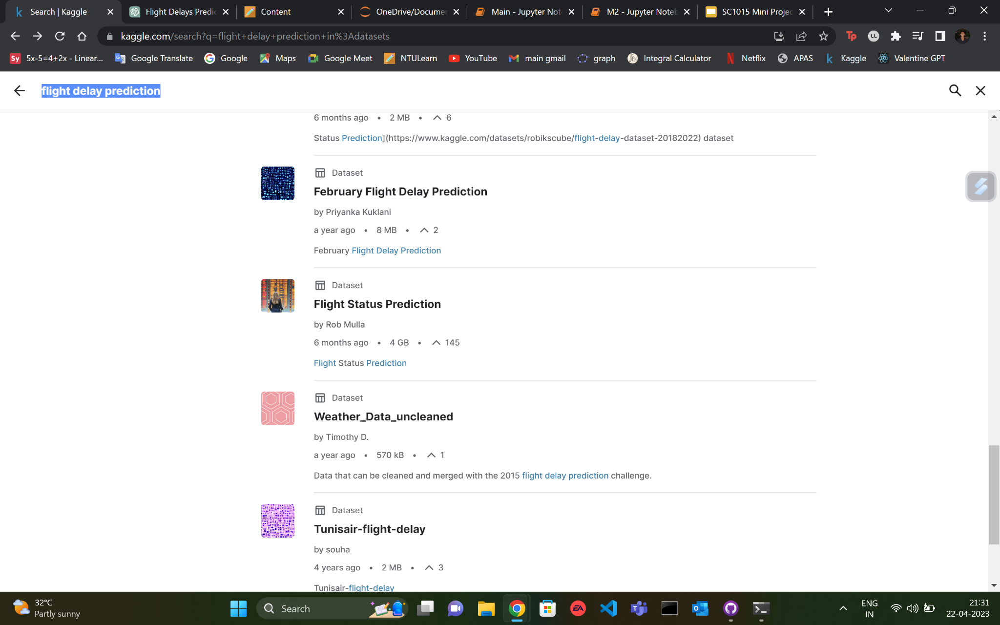 Search | Kaggle
Flight Delays Predic
Content
OneDrive/Documen
Main - Jupyter Note
M2 - Jupyter Noteb
SC1015 Mini Projec
kaggle.com/search?q=flight+delay+prediction+in%3Adatasets
Tp
LL
Sy 5x-5=4+2x - Linear...
Google Translate
Google
Maps
Google Meet
NTULearn
YouTube
main gmail
graph
Integral Calculator
Netflix
APAS
Kaggle
Valentine GPT
flight delay prediction
6 months ago • 2 MB • 6
Status Prediction](https://www.kaggle.com/datasets/robikscube/flight-delay-dataset-20182022) dataset
Dataset
February Flight Delay Prediction
by Priyanka Kuklani
a year ago • 8 MB • 2
February Flight Delay Prediction
Dataset
Flight Status Prediction
by Rob Mulla
6 months ago • 4 GB • 145
Flight Status Prediction
Dataset
Weather_Data_uncleaned
by Timothy D.
a year ago • 570 kB • 1
Data that can be cleaned and merged with the 2015 flight delay prediction challenge.
Dataset
Tunisair-flight-delay
by souha
4 years ago • 2 MB • 3
Tunisair-flight-delay
32°C
Partly sunny
Search
EA
ENG
IN
21:31
22-04-2023